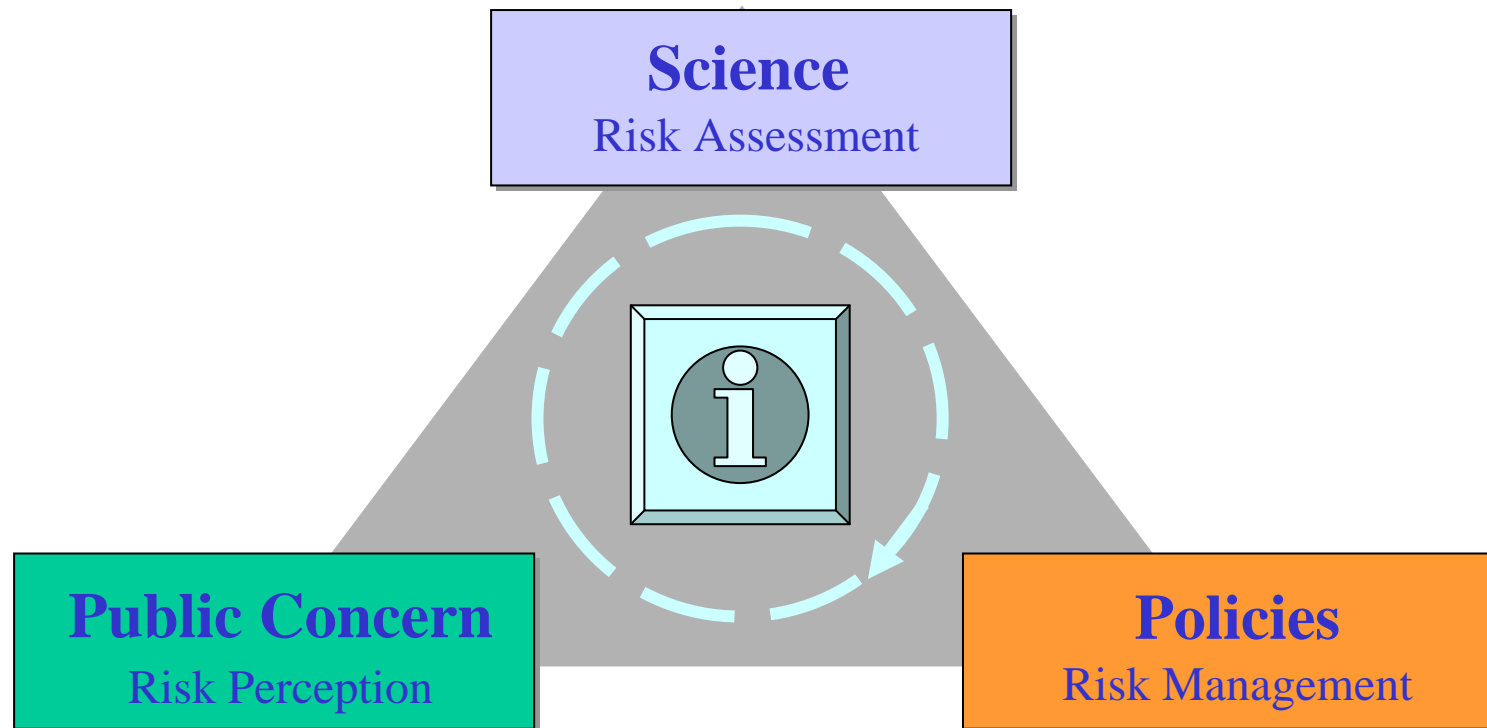 Science
Risk Assessment
i
Public Concern
Risk Perception
Policies
Risk Management